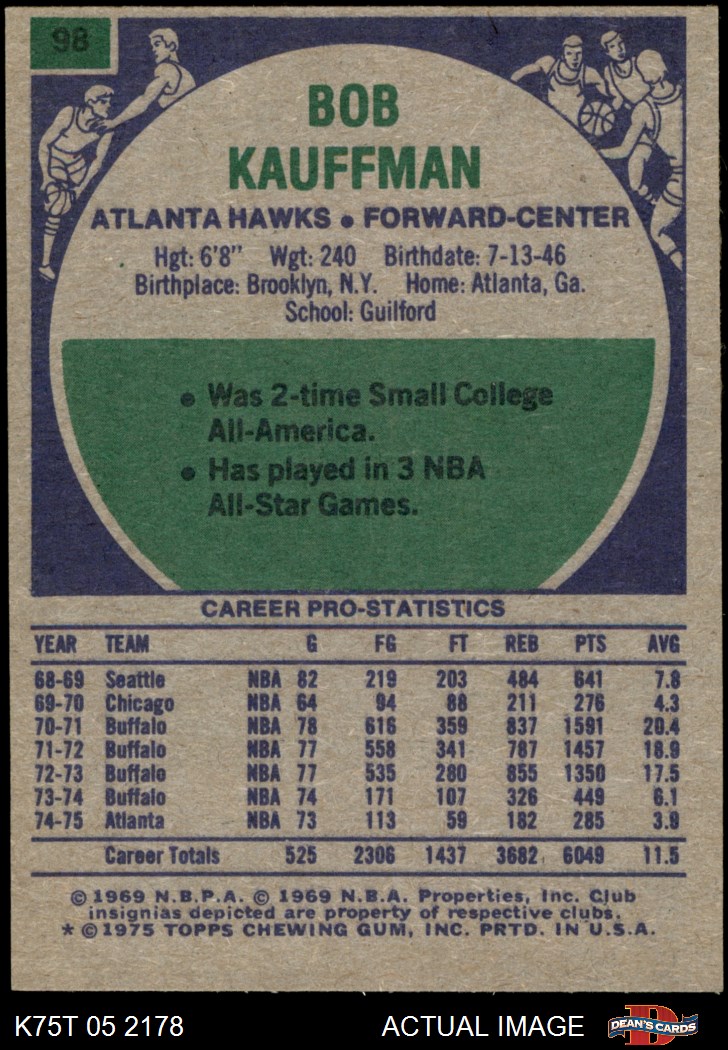 98
BOB
KAUFFMAN
ATLANTA HAWKS • FORWARD-CENTER
Hgt: 6'8" Wgt: 240 Birthdate: 7-13-46
Birthplace: Brooklyn, N.Y. Home: Atlanta, Ga.
School: Guilford
• Was 2-time Small College
All-America.
• Has played in 3 NBA
All-Star Games.
CAREER PRO-STATISTICS
YEAR TEAM G FG FT REB PTS AVG
68-69 Seattle NBA 82 219 203 484 641 7.8
69-70 Chicago NBA 64 94 88 211 276 4.3
70-71 Buffalo NBA 78 616 359 837 1591 20.4
71-72 Buffalo NBA 77 558 341 787 1457 18.9
72-73 Buffalo NBA 77 535 280 855 1350 17.5
73-74 Buffalo NBA 74 171 107 326 449 6.1
74-75 Atlanta NBA 73 113 59 182 285 3.9
Career Totals 525 2306 1437 3682 6049 11.5
© 1969 N.B.P.A. © 1969 N.B.A. Properties, Inc. Club
insignias depicted are property of respective clubs.
* © 1975 TOPPS CHEWING GUM, INC. PRTD. IN U.S.A.
K75T 05 2178 ACTUAL IMAGE D DEAN'S CARDS